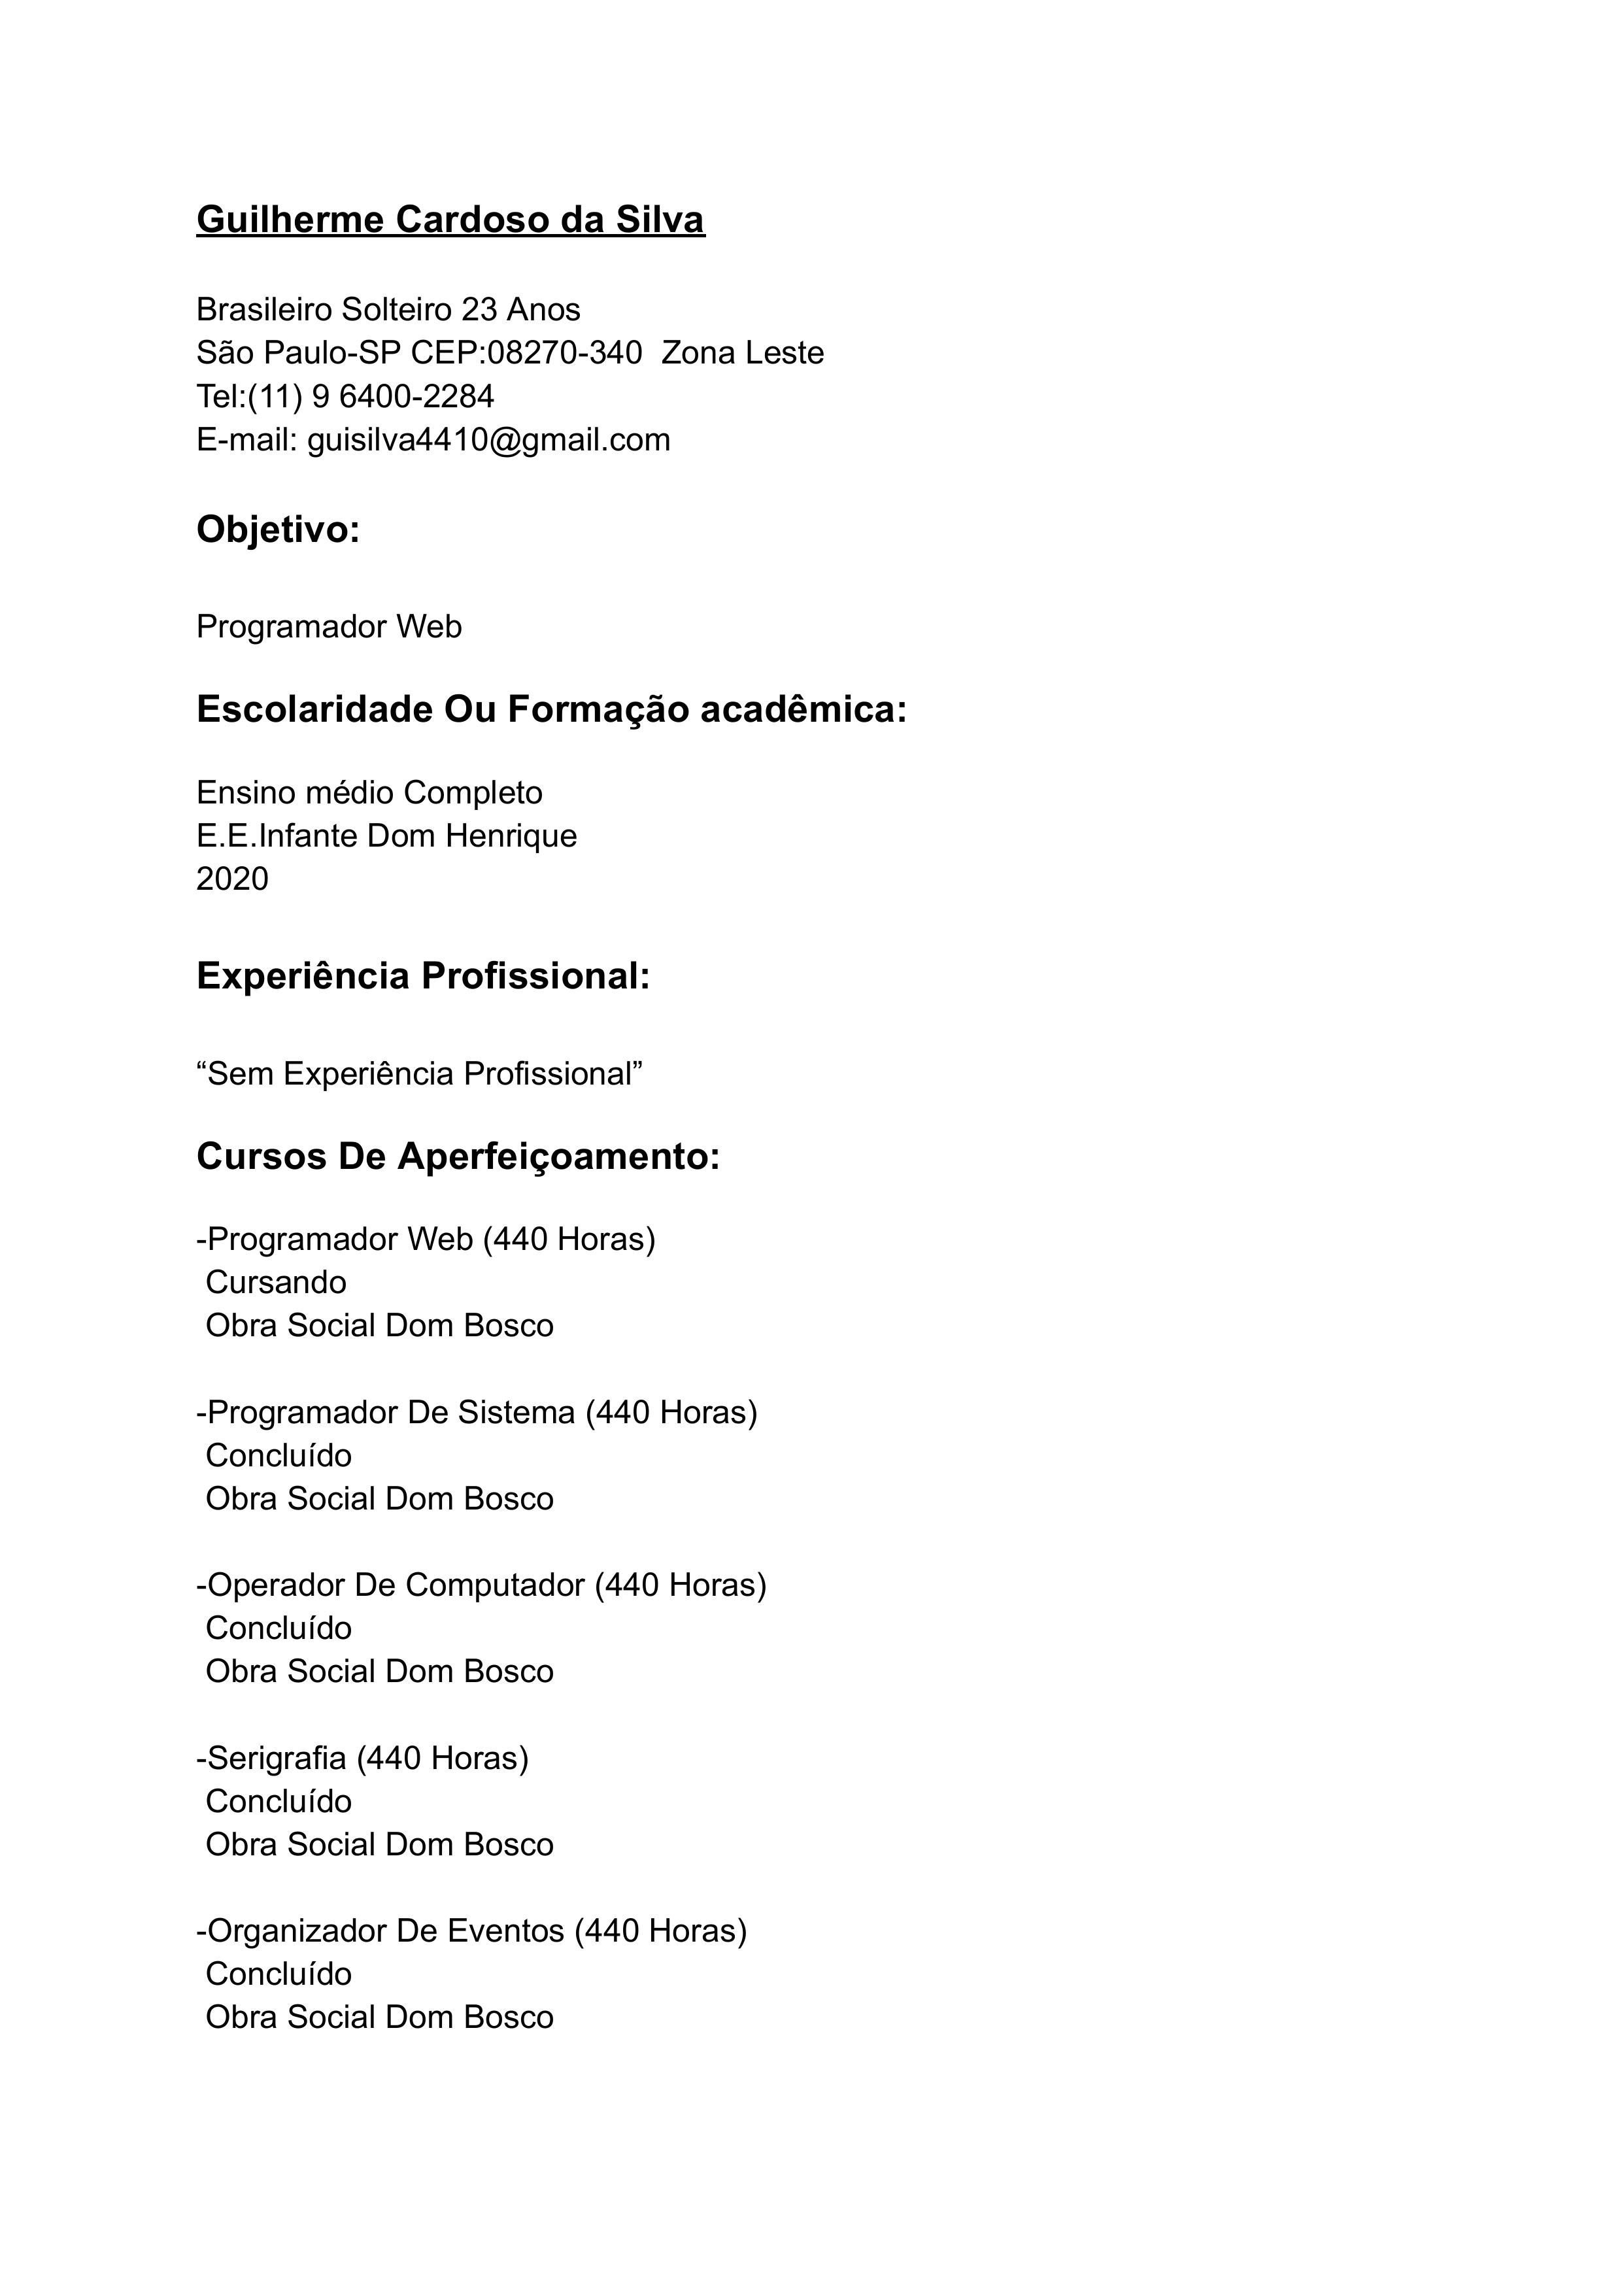 Guilherme Cardoso da Silva
Brasileiro Solteiro 23 Anos
São Paulo-SP CEP:08270-340  Zona Leste
Tel:(11) 9 6400-2284
E-mail: guisilva4410@gmail.com
Objetivo:
Programador Web
Escolaridade Ou Formação acadêmica:
Ensino médio Completo
E.E.Infante Dom Henrique
2020
Experiência Profissional:
“Sem Experiência Profissional”
Cursos De Aperfeiçoamento:
-Programador Web (440 Horas)
Cursando
Obra Social Dom Bosco
-Programador De Sistema (440 Horas)
Concluído
Obra Social Dom Bosco
-Operador De Computador (440 Horas)
Concluído
Obra Social Dom Bosco
-Serigrafia (440 Horas)
Concluído
Obra Social Dom Bosco
-Organizador De Eventos (440 Horas)
Concluído
Obra Social Dom Bosco